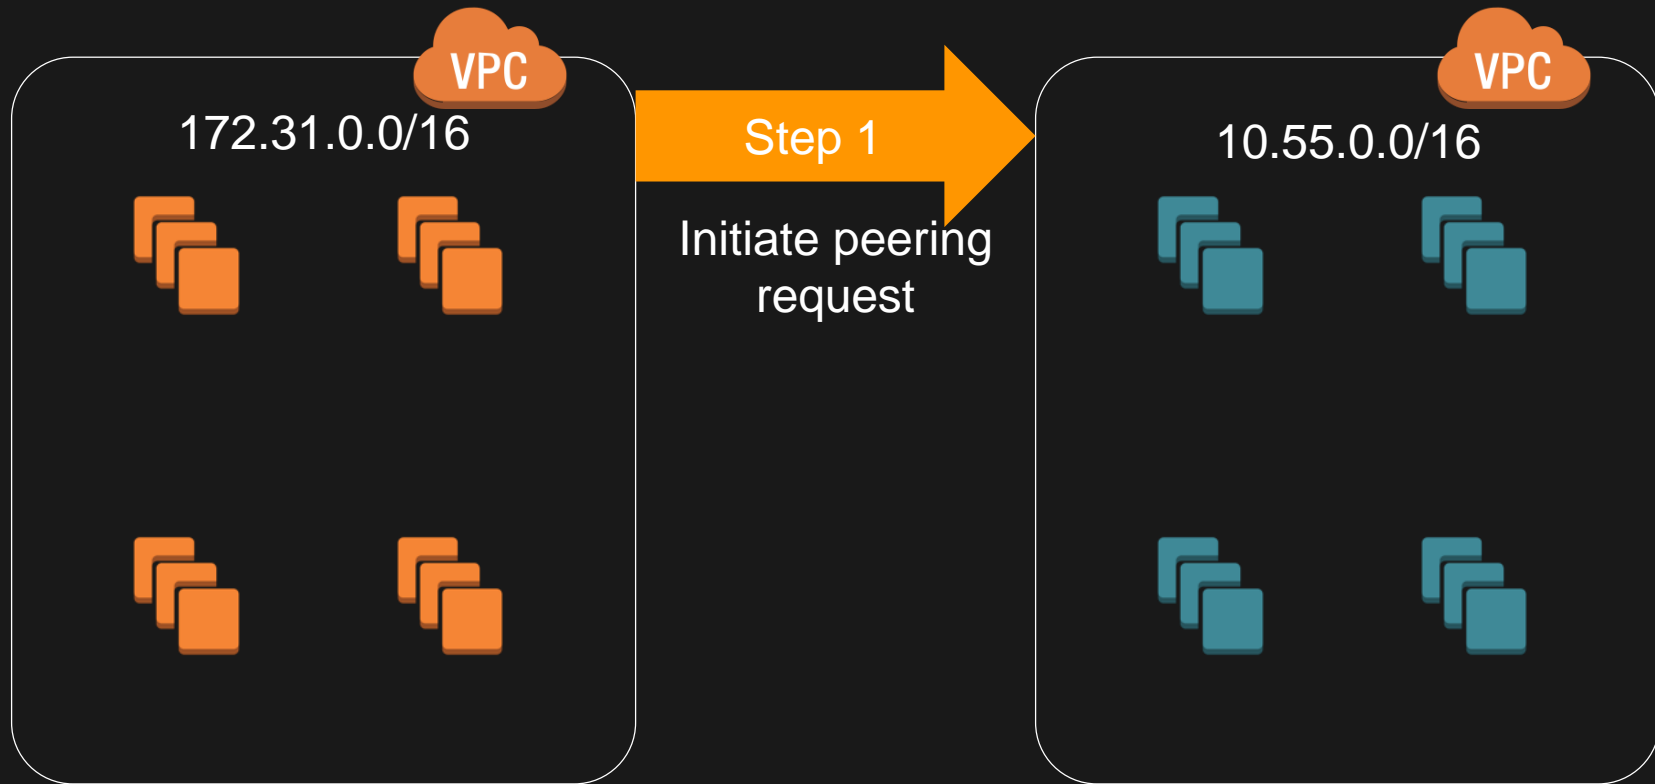 VPC
172.31.0.0/16
Step 1
Initiate peering
request
VPC
10.55.0.0/16